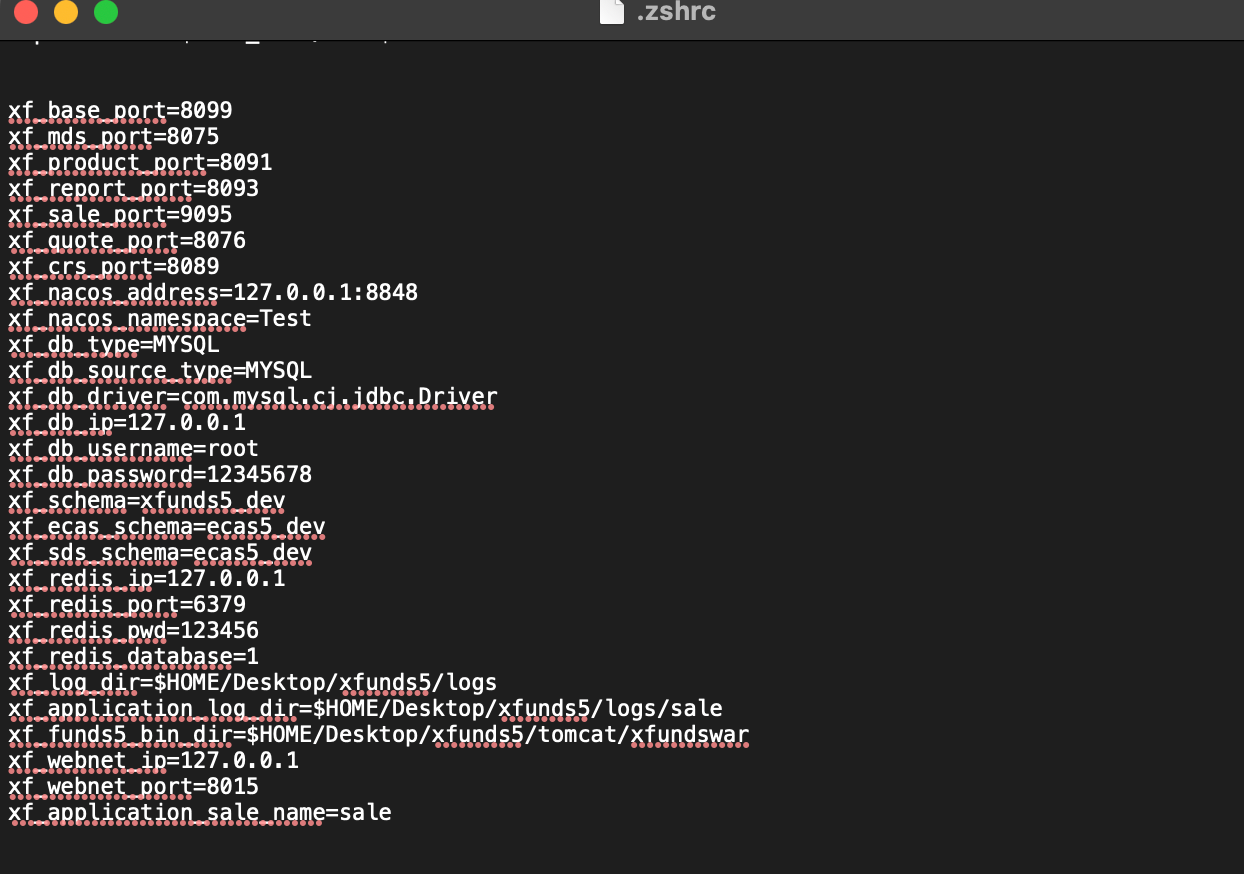 .zshrc
xf_base_port=8099
xf_mds_port=8075
xf_product_port=8091
xf_report_port=8093
xf_sale_port=9095
xf_quote_port=8076
xf_crs_port=8089
xf_nacos_address=127.0.0.1:8848
xf_nacos_namespace=Test
xf_db_type=MYSQL
xf_db_source_type=MYSQL
xf_db_driver=com.mysql.cj.jdbc.Driver
xf_db_ip=127.0.0.1
xf_db_username=root
xf_db_password=12345678
xf_schema=xfunds5_dev
xf_ecas_schema=ecas5_dev
xf_sds_schema=ecas5_dev
xf_redis_ip=127.0.0.1
xf_redis_port=6379
xf_redis_pwd=123456
xf_redis_database=1
xf_log_dir=$HOME/Desktop/xfunds5/logs
xf_application_log_dir=$HOME/Desktop/xfunds5/logs/sale
xf_funds5_bin_dir=$HOME/Desktop/xfunds5/tomcat/xfundswar
xf_webnet_ip=127.0.0.1
xf_webnet_port=8015
xf_application_sale_name=sale